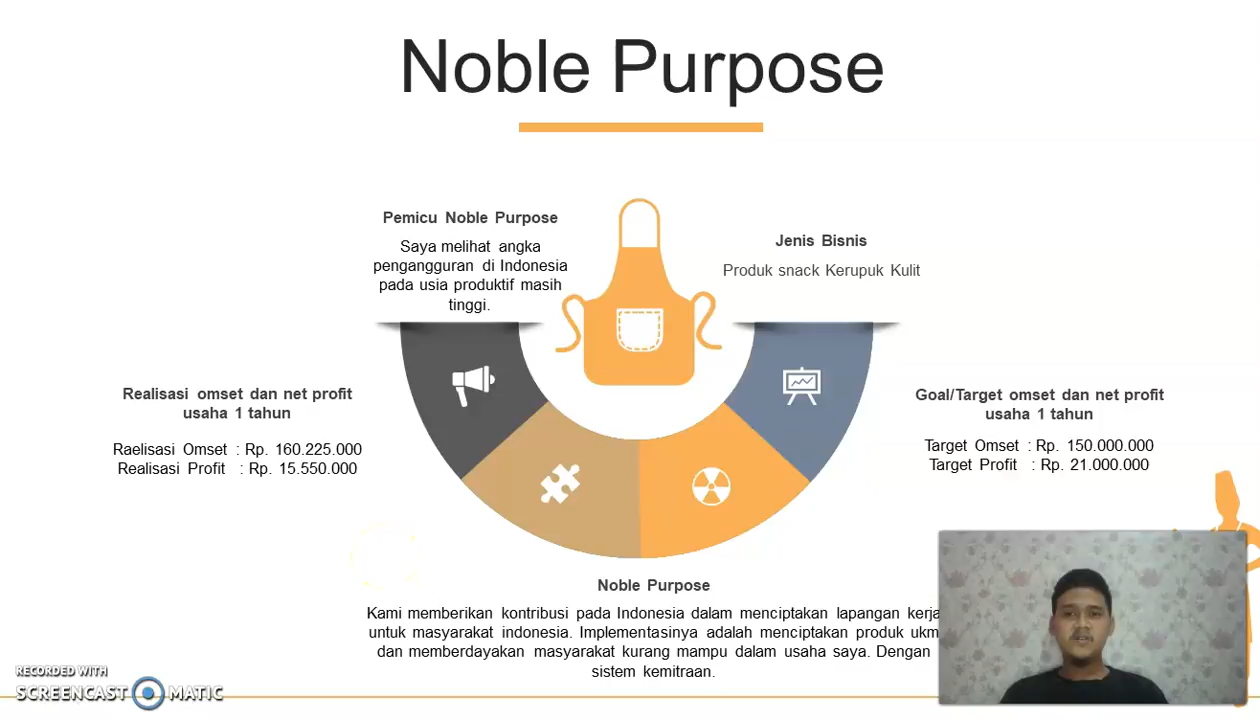 Noble Purpose
Pemicu Noble Purpose
Saya melihat angka
pengangguran di Indonesia
pada usia produktif masih
tinggi.
Jenis Bisnis
Produk snack Kerupuk Kulit
Realisasi omset dan net profit
usaha 1 tahun
Raelisasi Omset : Rp. 160.225.000
Realisasi Profit : Rp. 15.550.000
Goal/Target omset dan net profit
usaha 1 tahun
Target Omset : Rp. 150.000.000
Target Profit : Rp. 21.000.000
Noble Purpose
Kami memberikan kontribusi pada Indonesia dalam menciptakan lapangan kerja
untuk masyarakat indonesia. Implementasinya adalah menciptakan produk ukm
dan memberdayakan masyarakat kurang mampu dalam usaha saya. Dengan
sistem kemitraan.
RECORDED WITH
SCREENCAST MATIC